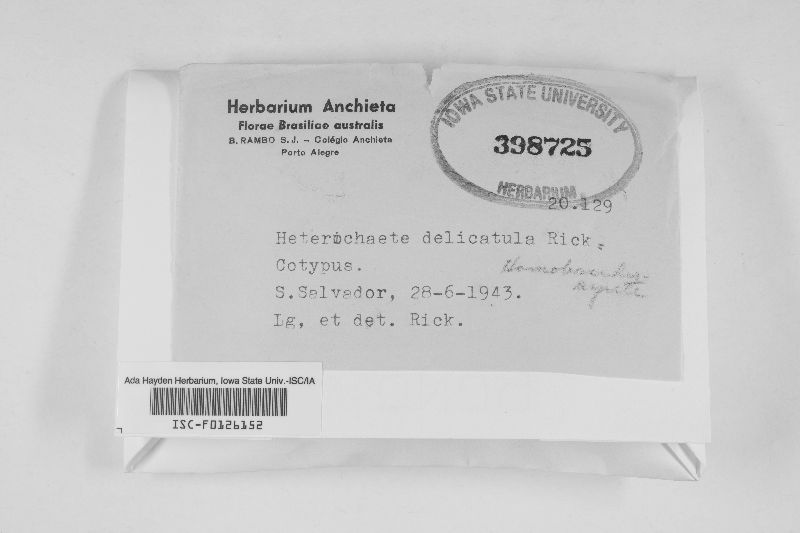 Herbarium Anchieta
Florae Brasiliae australis
B. RAMBO S.J. – Colégio Anchieta
Porto Alegre
IOWA STATE UNIVERSITY
398725
HERBARIUM
20.129
Heterochaete delicatula Rick.
Cotypus.
S.Salvador, 28-6-1943.
Lg, et det. Rick.
Ada Hayden Herbarium, Iowa State Univ.-ISC/IA
ISC-F0126152